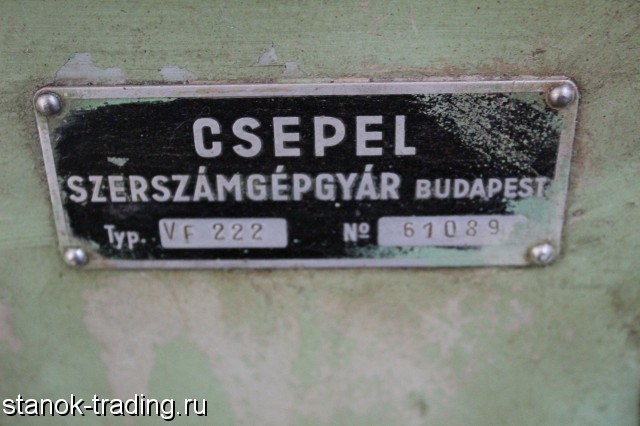 CSEPEL
SZERSZÁMGÉPGYÁR BUDAPEST
Typ. VF 222 Nº 61089
stanok-trading.ru